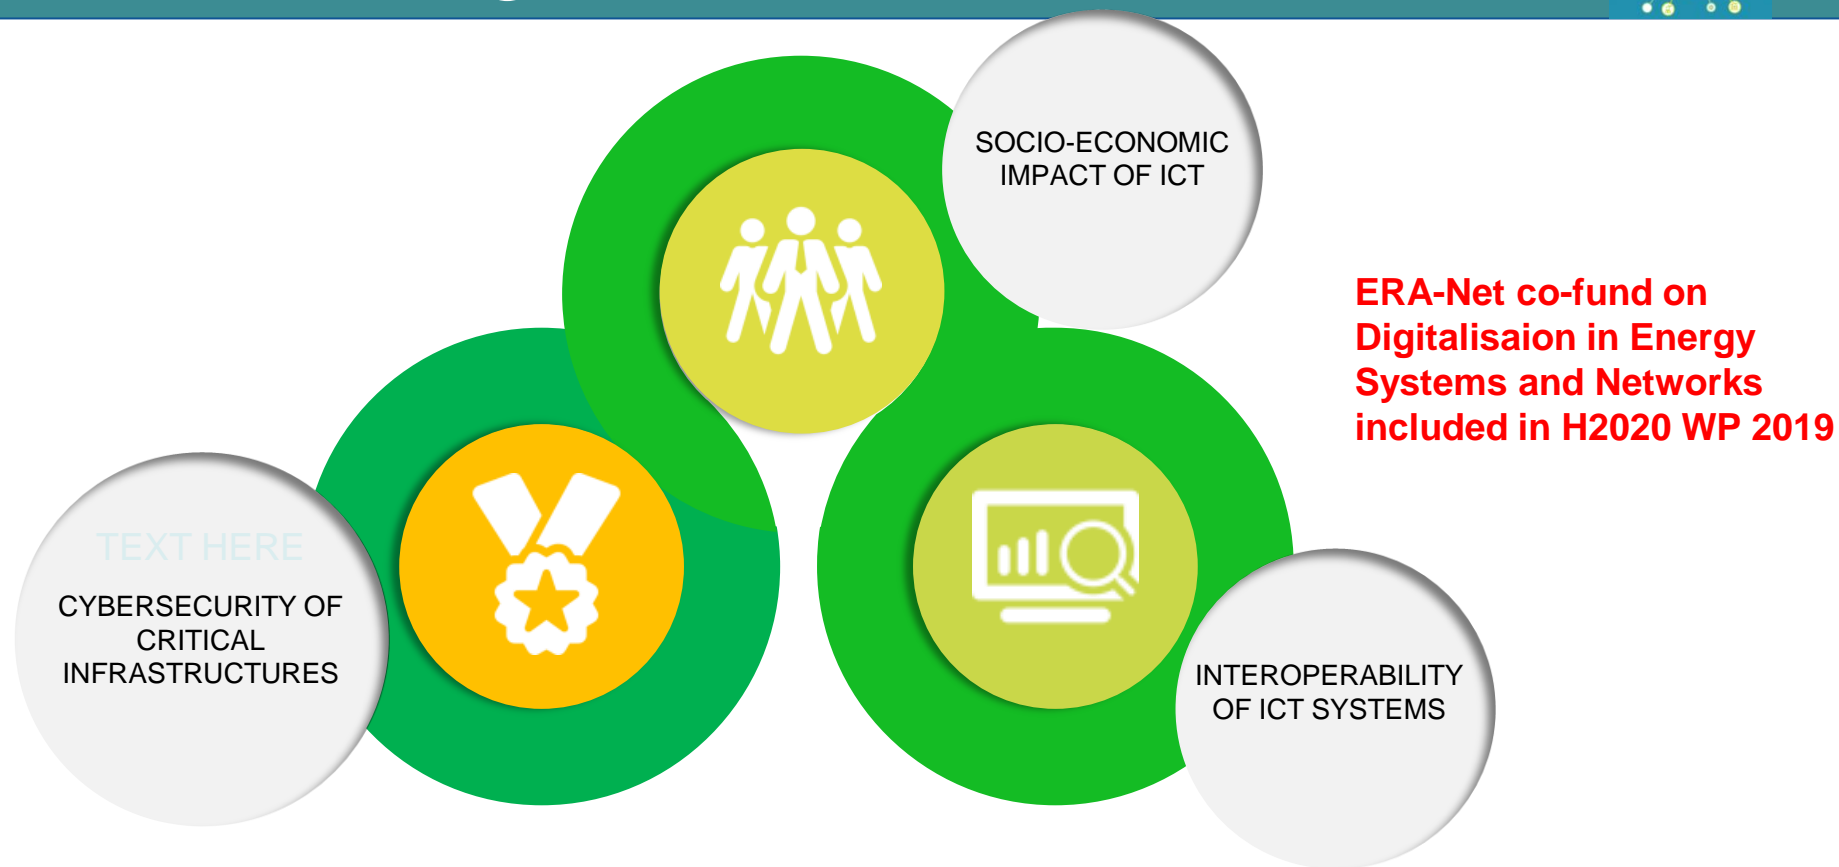 SOCIO-ECONOMIC
IMPACT OF ICT
ERA-Net co-fund on
Digitalisaion in Energy
Systems and Networks
included in H2020 WP 2019
TEXT HERE
CYBERSECURITY OF
CRITICAL
INFRASTRUCTURES
INTEROPERABILITY
OF ICT SYSTEMS